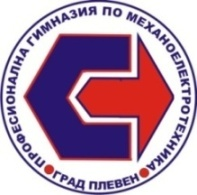 ПРОФЕСИОНАЛНА ГИМНАЗИЯ ПО МЕХАНОЕЛЕКТРОТЕХНИКА
ГРАД ПЛЕВЕН